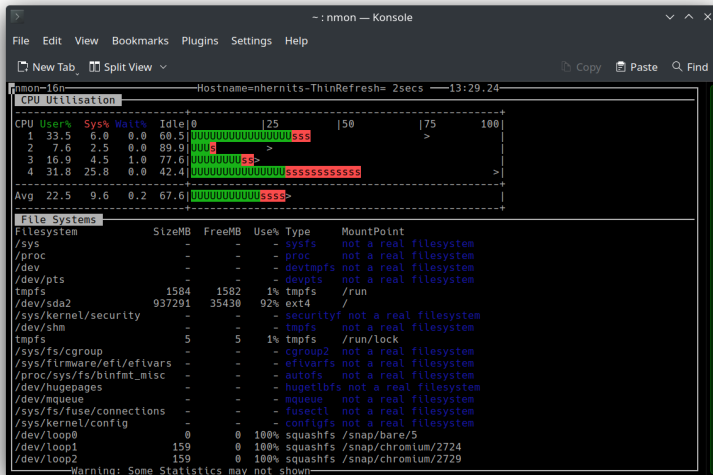 ~ : nmon — Konsole
File Edit View Bookmarks Plugins Settings Help
New Tab Split View Copy Paste Find
nmon-16n Hostname=nhernits-ThinRefresh= 2secs 13:29.24
CPU Utilisation
CPU User% Sys% Wait% Idle|0 |25 |50 |75 100|
1 33.5 6.0 0.0 60.5|UUUUUUUUUUUUUUUUsss > |
2 7.6 2.5 0.0 89.9|UUUs > |
3 16.9 4.5 1.0 77.6|UUUUUUUUss> |
4 31.8 25.8 0.0 42.4|UUUUUUUUUUUUUUUssssssssssss >|
Avg 22.5 9.6 0.2 67.6|UUUUUUUUUUUssss> |
File Systems
Filesystem SizeMB FreeMB Use% Type MountPoint
/sys - - - sysfs not a real filesystem
/proc - - - proc not a real filesystem
/dev - - - devtmpfs not a real filesystem
/dev/pts - - - devpts not a real filesystem
tmpfs 1584 1582 1% tmpfs /run
/dev/sda2 937291 35430 92% ext4 /
/sys/kernel/security - - - securityf not a real filesystem
/dev/shm - - - tmpfs not a real filesystem
tmpfs 5 5 1% tmpfs /run/lock
/sys/fs/cgroup - - - cgroup2 not a real filesystem
/sys/firmware/efi/efivars - - - efivarfs not a real filesystem
/proc/sys/fs/binfmt_misc - - - autofs not a real filesystem
/dev/hugepages - - - hugetlbfs not a real filesystem
/dev/mqueue - - - mqueue not a real filesystem
/sys/fs/fuse/connections - - - fusectl not a real filesystem
/sys/kernel/config - - - configfs not a real filesystem
/dev/loop0 0 0 100% squashfs /snap/bare/5
/dev/loop1 159 0 100% squashfs /snap/chromium/2724
/dev/loop2 159 0 100% squashfs /snap/chromium/2729
Warning: Some Statistics may not shown